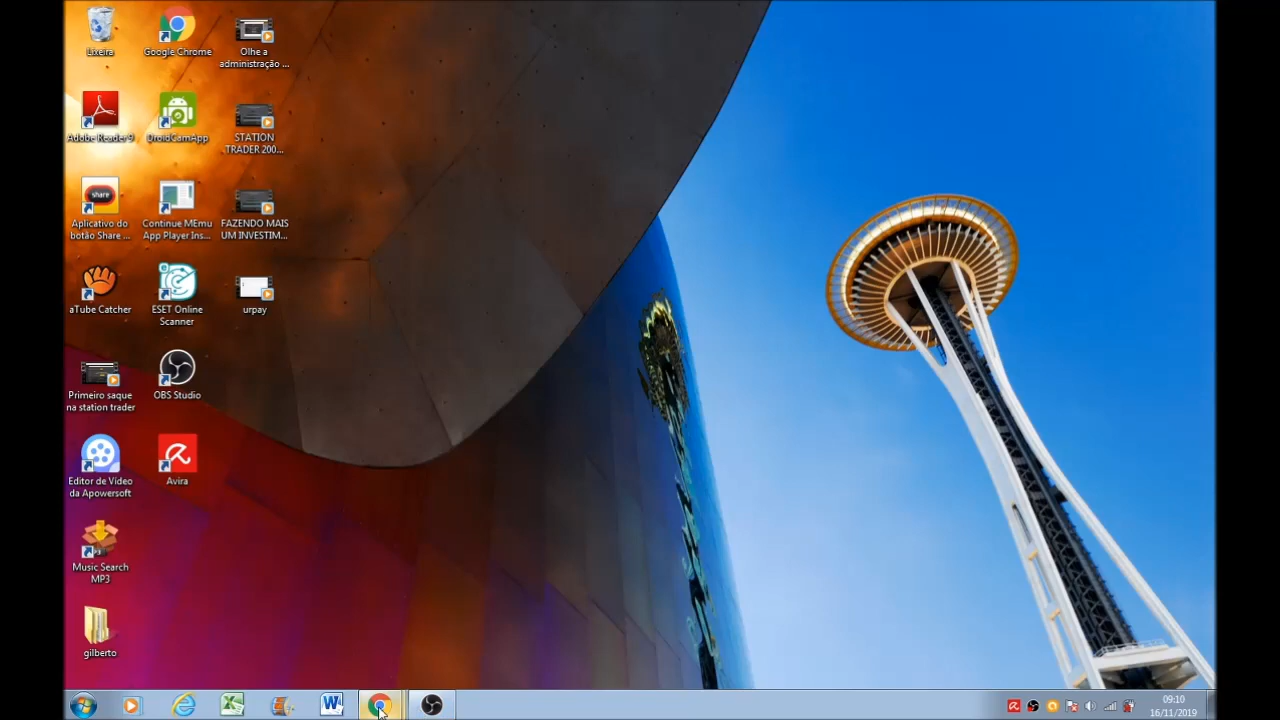 Lixeira
Google Chrome
Olhe a
administração ...
Adobe Reader 9
DroidCamApp
STATION
TRADER 200...
share
Aplicativo do
botão Share ...
Continue MEmu
App Player Ins...
FAZENDO MAIS
UM INVESTIM...
aTube Catcher
ESET Online
Scanner
urpay
Primeiro saque
na station trader
OBS Studio
Editor de Vídeo
da Apowersoft
Avira
Music Search
MP3
gilberto
09:10
16/11/2019